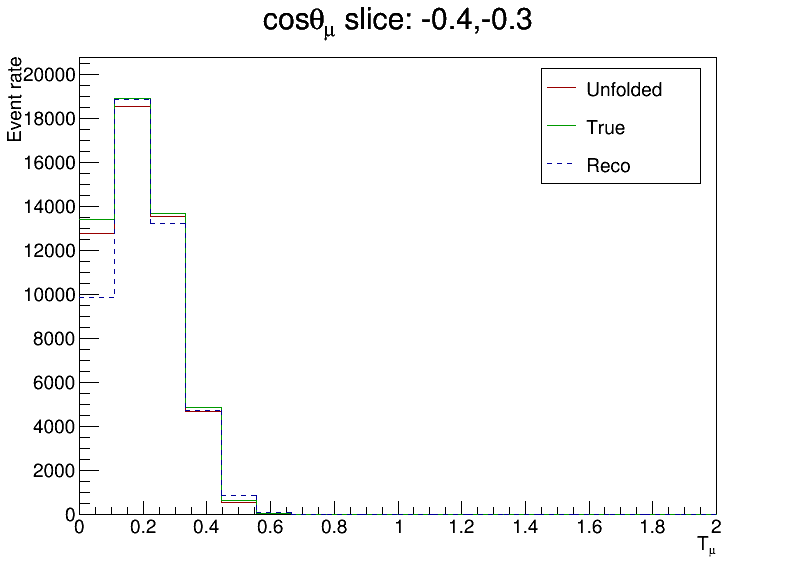 cosθμ slice: -0.4,-0.3
Event rate
20000
18000
16000
14000
12000
10000
8000
6000
4000
2000
0
Unfolded
True
Reco
0 0.2 0.4 0.6 0.8 1 1.2 1.4 1.6 1.8 2
Tμ